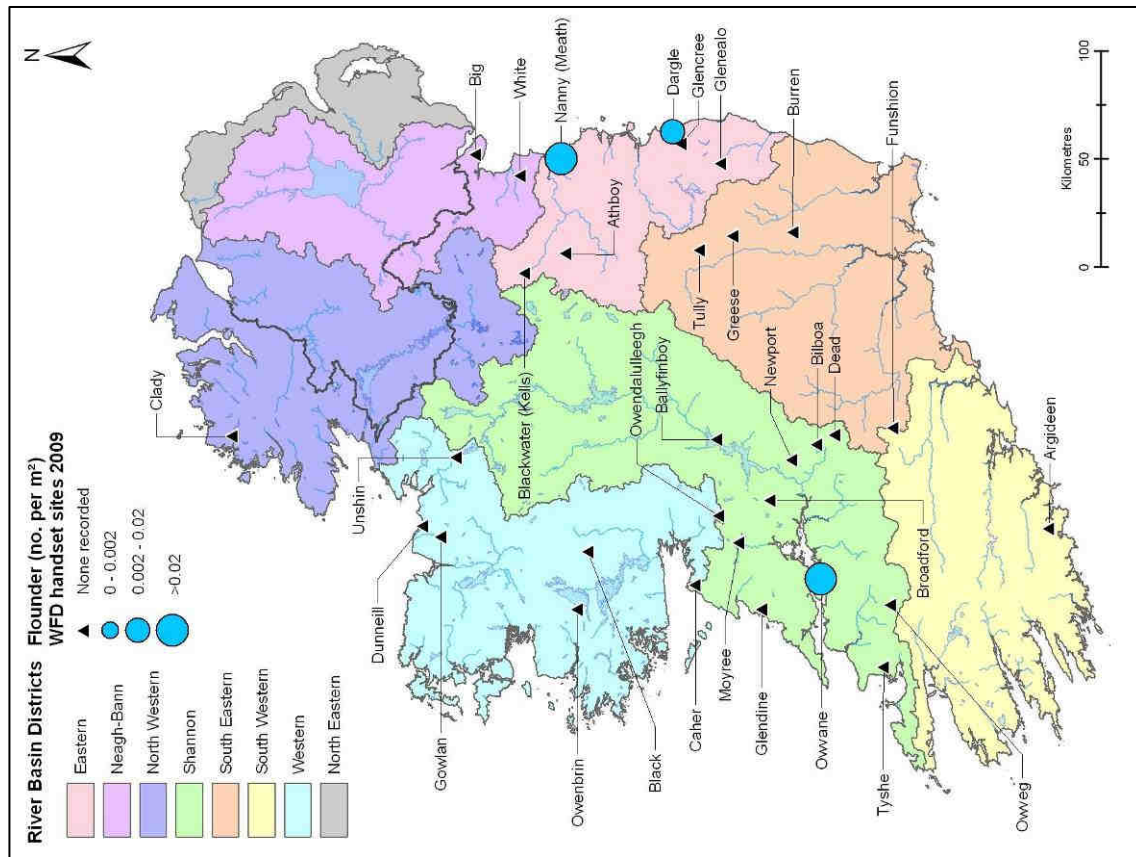 River Basin Districts
Eastern
Neagh-Bann
North Western
Shannon
South Eastern
South Western
Western
North Eastern
Flounder (no. per m²)
WFD handset sites 2009
None recorded
0 - 0.002
0.002 - 0.02
>0.02
N
Clady
Unshin
Dunneill
Gowlan
Owenbrin
Black
Blackwater (Kells)
Athboy
Big
White
Nanny (Meath)
Dargle
Glencree
Glenealo
Burren
Funshion
Tully
Greese
Owendalulleegh
Ballyfinboy
Newport
Bilboa
Dead
Caher
Moyree
Glendine
Owvane
Tyshe
Owveg
Broadford
Argideen
0
50
100
Kilometres